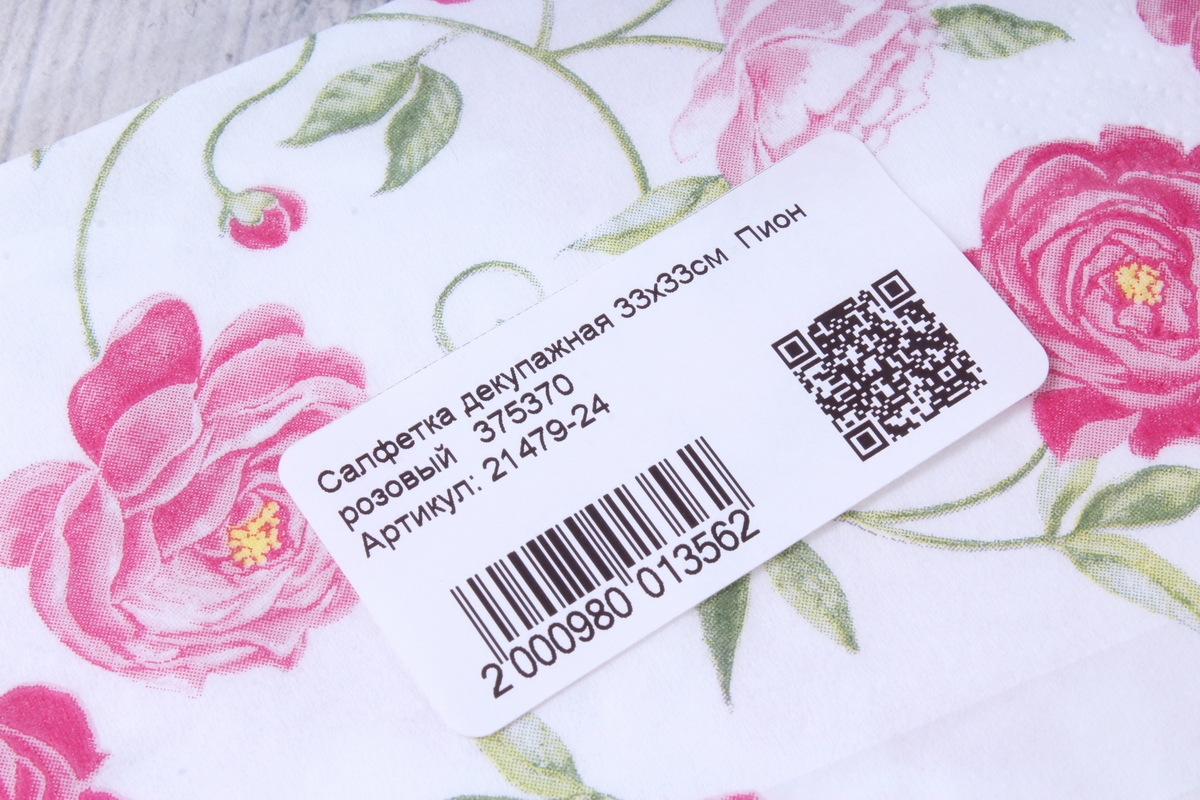 Салфетка декупажная 33х33см Пион
розовый 375370
Артикул: 21479-24
2 000980 013562